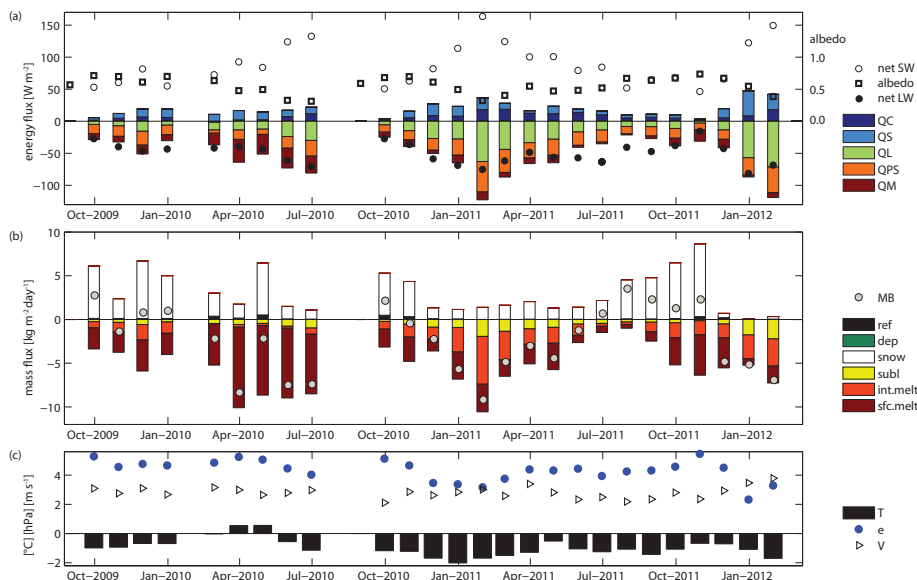 (a)
energy flux [W m⁻²]
150
100
50
0
−50
−100
albedo
1.0
0.5
0.0
net SW
albedo
net LW
QC
QS
QL
QPS
QM
Oct−2009 Jan−2010 Apr−2010 Jul−2010 Oct−2010 Jan−2011 Apr−2011 Jul−2011 Oct−2011 Jan−2012
(b)
mass flux [kg m⁻² day⁻¹]
10
5
0
−5
−10
MB
ref
dep
snow
subl
int.melt
sfc.melt
Oct−2009 Jan−2010 Apr−2010 Jul−2010 Oct−2010 Jan−2011 Apr−2011 Jul−2011 Oct−2011 Jan−2012
(c)
[°C] [hPa] [m s⁻¹]
4
2
0
−2
T
e
V
Oct−2009 Jan−2010 Apr−2010 Jul−2010 Oct−2010 Jan−2011 Apr−2011 Jul−2011 Oct−2011 Jan−2012